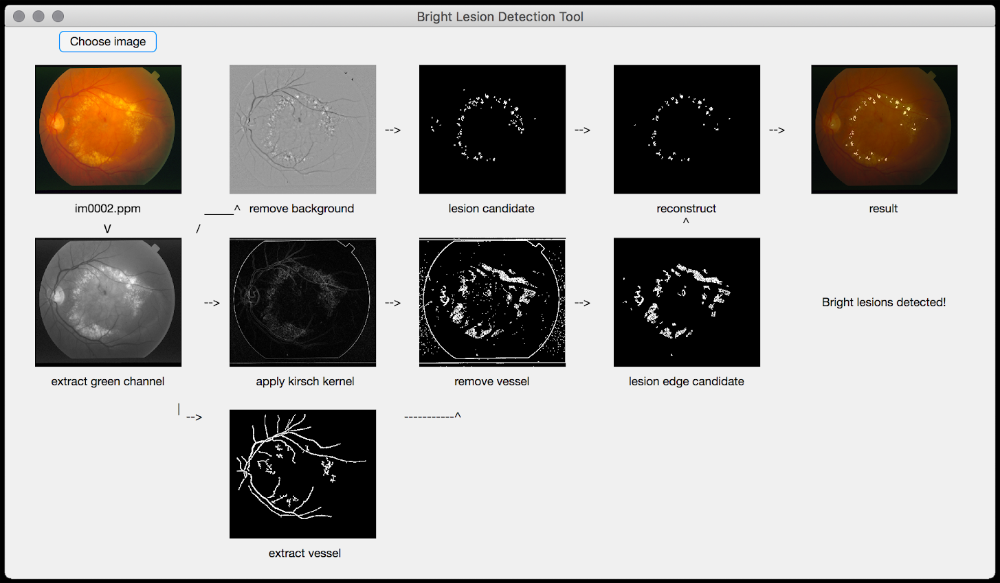 Bright Lesion Detection Tool
Choose image
-->
-->
-->
im0002.ppm
_____^ remove background
lesion candidate
reconstruct
result
V
/
^
-->
-->
-->
Bright lesions detected!
extract green channel
apply kirsch kernel
remove vessel
lesion edge candidate
|
-->
-----------^
extract vessel